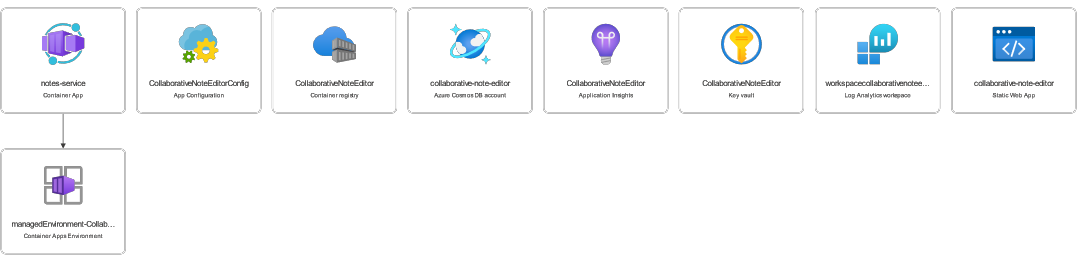 notes-service
Container App
CollaborativeNoteEditorConfig
App Configuration
CollaborativeNoteEditor
Container registry
collaborative-note-editor
Azure Cosmos DB account
CollaborativeNoteEditor
Application Insights
CollaborativeNoteEditor
Key vault
workspacecollaborativenotee...
Log Analytics workspace
collaborative-note-editor
Static Web App
managedEnvironment-Collab...
Container Apps Environment